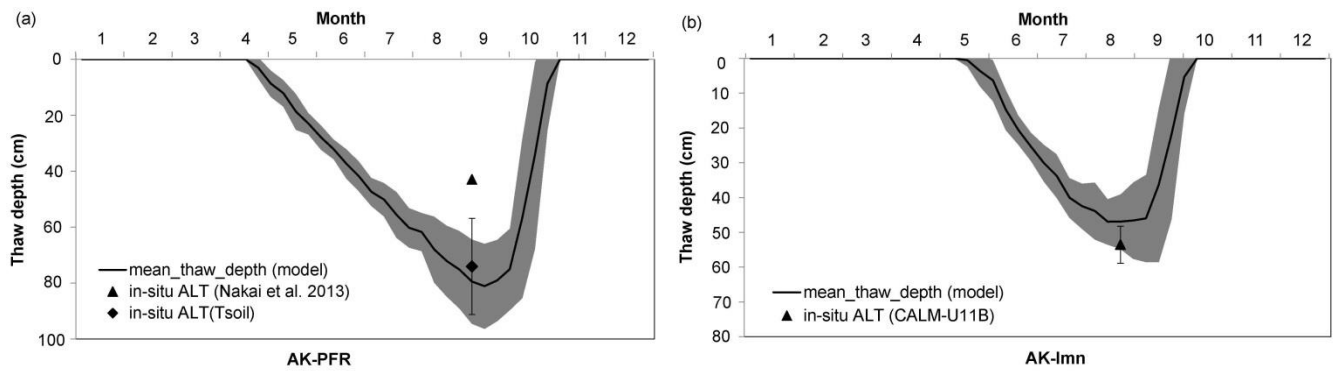 (a)
Month
1 2 3 4 5 6 7 8 9 10 11 12
0
20
40
60
80
100
Thaw depth (cm)
mean_thaw_depth (model)
in-situ ALT (Nakai et al. 2013)
in-situ ALT(Tsoil)
AK-PFR
(b)
Month
1 2 3 4 5 6 7 8 9 10 11 12
0
10
20
30
40
50
60
70
80
Thaw depth (cm)
mean_thaw_depth (model)
in-situ ALT (CALM-U11B)
AK-Imn